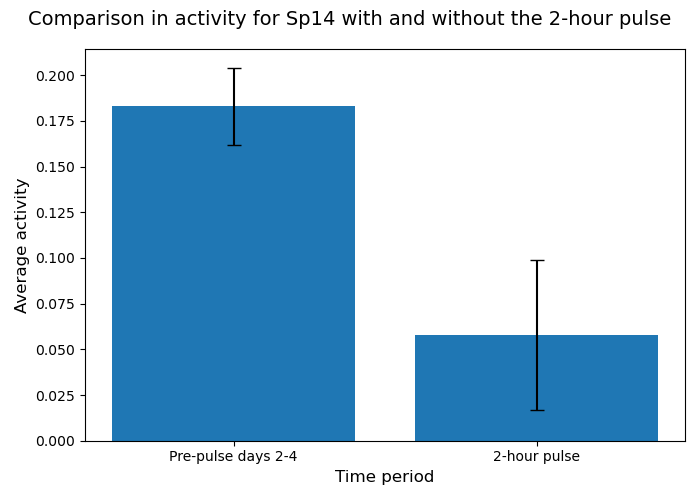 Comparison in activity for Sp14 with and without the 2-hour pulse
0.200
0.175
0.150
0.125
0.100
0.075
0.050
0.025
0.000
Average activity
Pre-pulse days 2-4
2-hour pulse
Time period